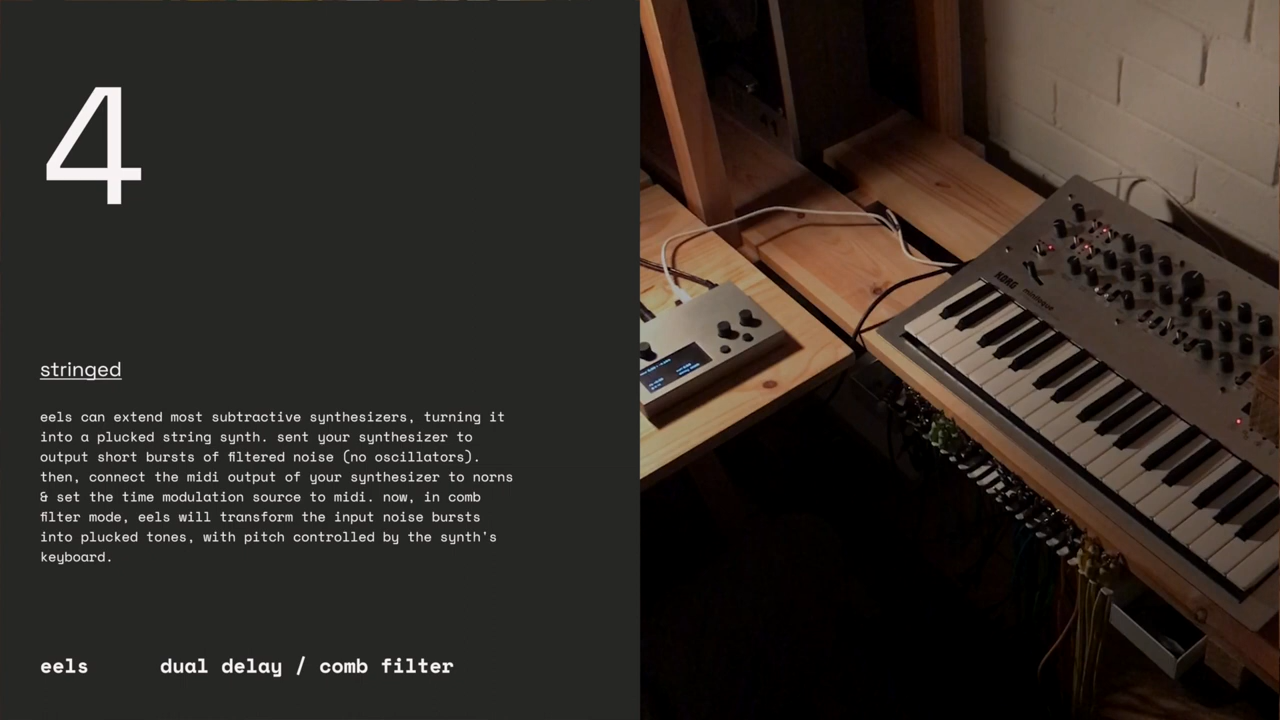 4
stringed
eels can extend most subtractive synthesizers, turning it
into a plucked string synth. sent your synthesizer to
output short bursts of filtered noise (no oscillators).
then, connect the midi output of your synthesizer to norns
& set the time modulation source to midi. now, in comb
filter mode, eels will transform the input noise bursts
into plucked tones, with pitch controlled by the synth's
keyboard.
eels dual delay / comb filter
KORG
minilogue